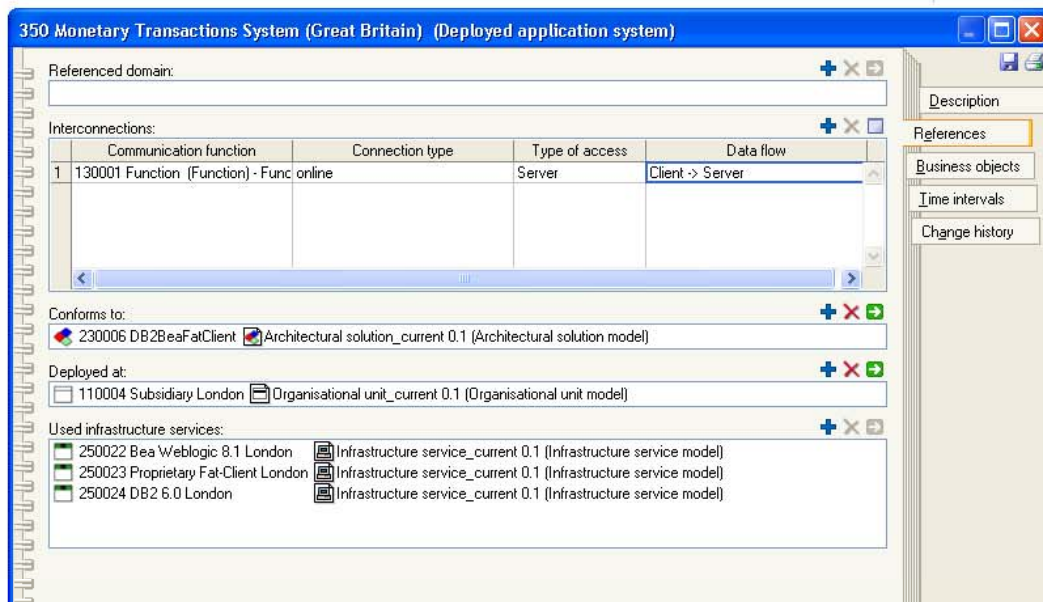 350 Monetary Transactions System (Great Britain) (Deployed application system)
Referenced domain:
Description
References
Business objects
Time intervals
Change history
Interconnections:
Communication function Connection type Type of access Data flow
1 130001 Function (Function) - Func online Server Client -> Server
Conforms to:
230006 DB2BeaFatClient Architectural solution_current 0.1 (Architectural solution model)
Deployed at:
110004 Subsidiary London Organisational unit_current 0.1 (Organisational unit model)
Used infrastructure services:
250022 Bea Weblogic 8.1 London Infrastructure service_current 0.1 (Infrastructure service model)
250023 Proprietary Fat-Client London Infrastructure service_current 0.1 (Infrastructure service model)
250024 DB2 6.0 London Infrastructure service_current 0.1 (Infrastructure service model)